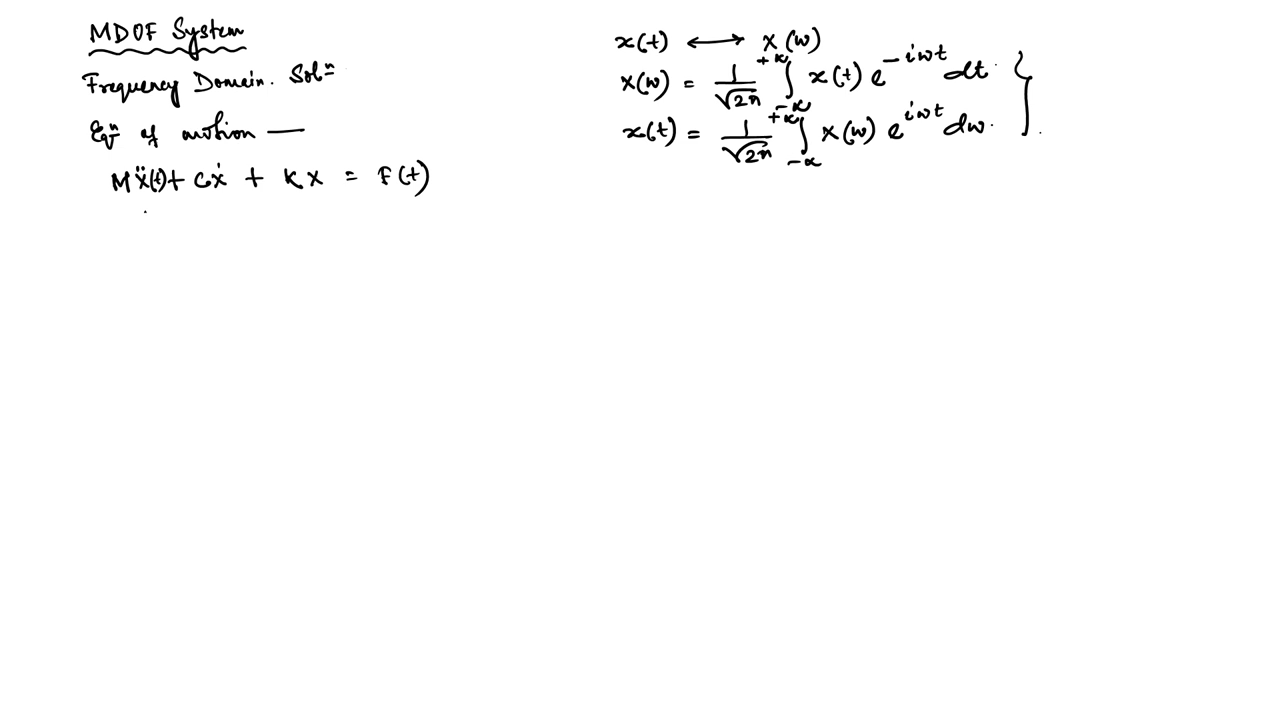 MDOF System
Frequency Domain. Solⁿ
Eqⁿ of motion —
MẌ(t) + CẊ + KX = F(t)
x(t) ⟷ X(ω)
X(ω) = 1/√2π ∫_{-∞}^{+∞} x(t) e^{-iωt} dt.
x(t) = 1/√2π ∫_{-∞}^{+∞} X(ω) e^{iωt} dω.